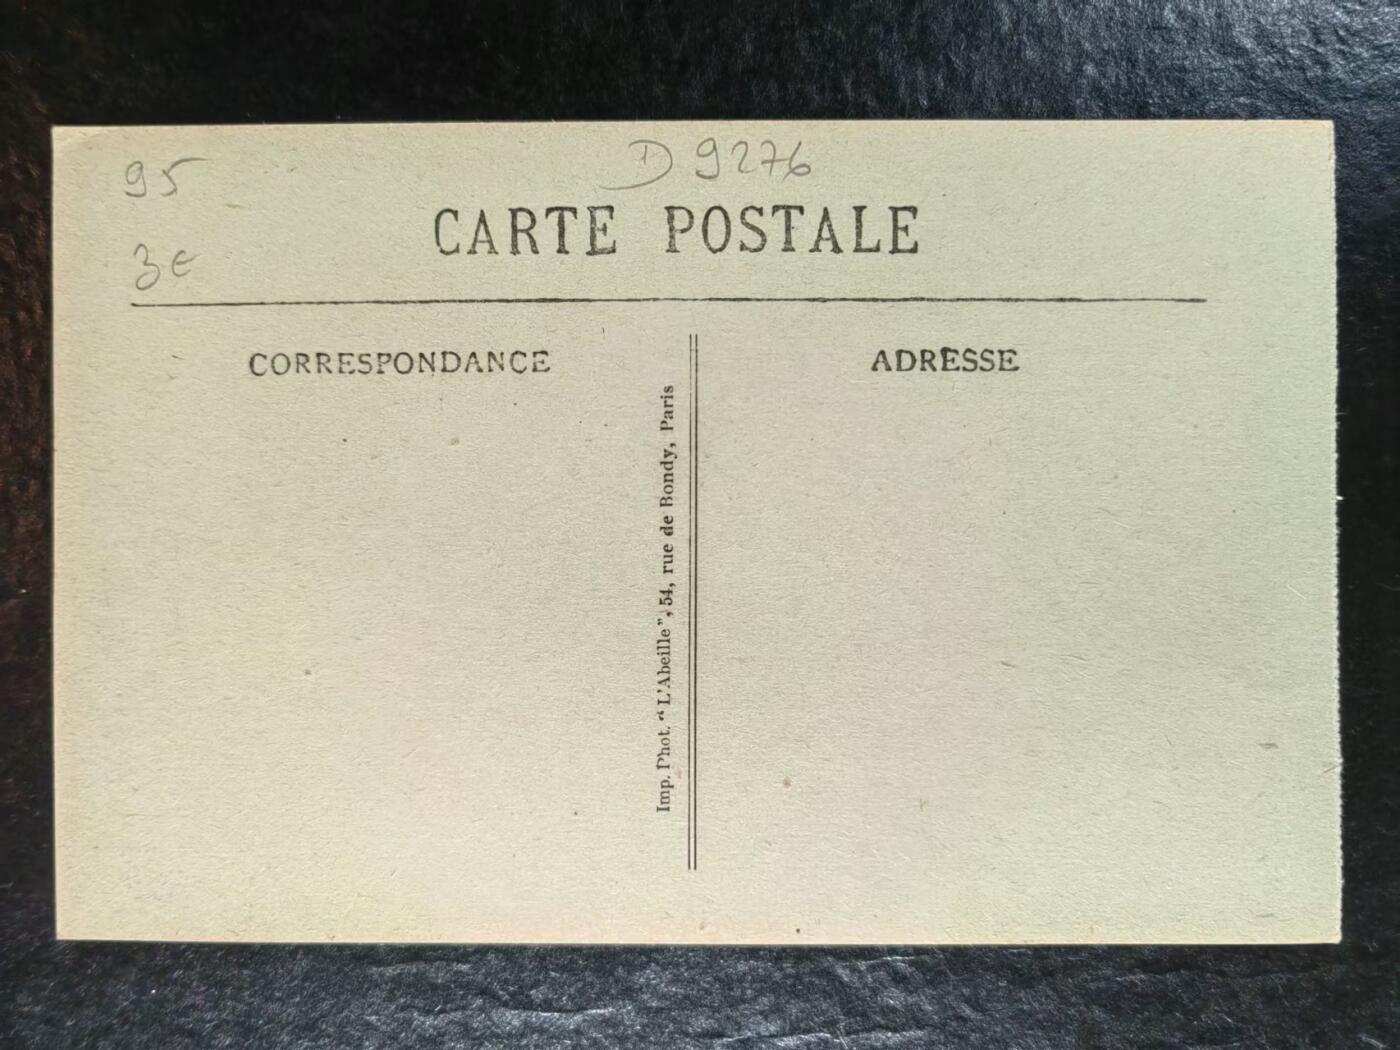 95
D 9276
CARTE POSTALE
3€
CORRESPONDANCE
ADRESSE
Imp. Phot. "L'Abeille", 54, rue de Bondy, Paris